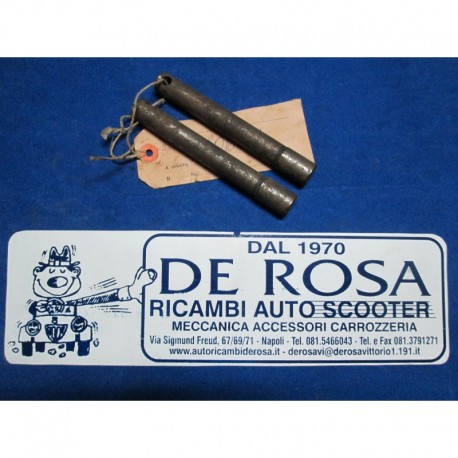 DAL 1970
DE ROSA
RICAMBI AUTO SCOOTER
MECCANICA ACCESSORI CARROZZERIA
Via Sigmund Freud, 67/69/71 - Napoli - Tel. 081.5466043 - Tel. e Fax 081.3791271
www.autoricambiderosa.it - derosavi@derosavittorio1.191.it